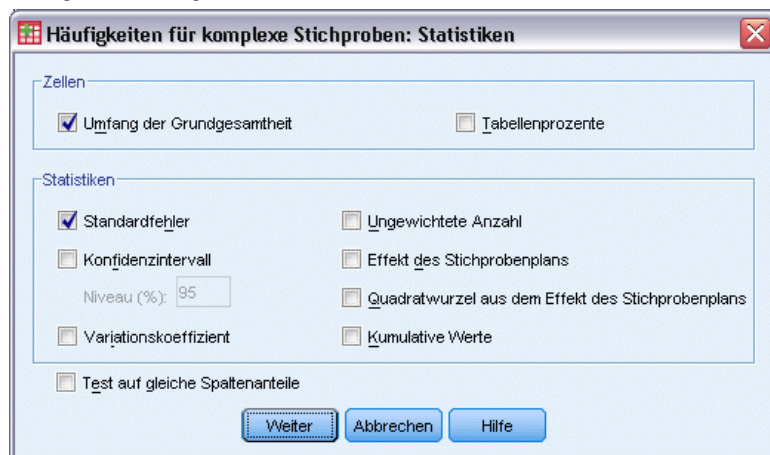 Häufigkeiten für komplexe Stichproben: Statistiken
Zellen
Umfang der Grundgesamtheit
Tabellenprozente
Statistiken
Standardfehler
Ungewichtete Anzahl
Konfidenzintervall
Effekt des Stichprobenplans
Niveau (%): 95
Quadratwurzel aus dem Effekt des Stichprobenplans
Variationskoeffizient
Kumulative Werte
Test auf gleiche Spaltenanteile
Weiter
Abbrechen
Hilfe